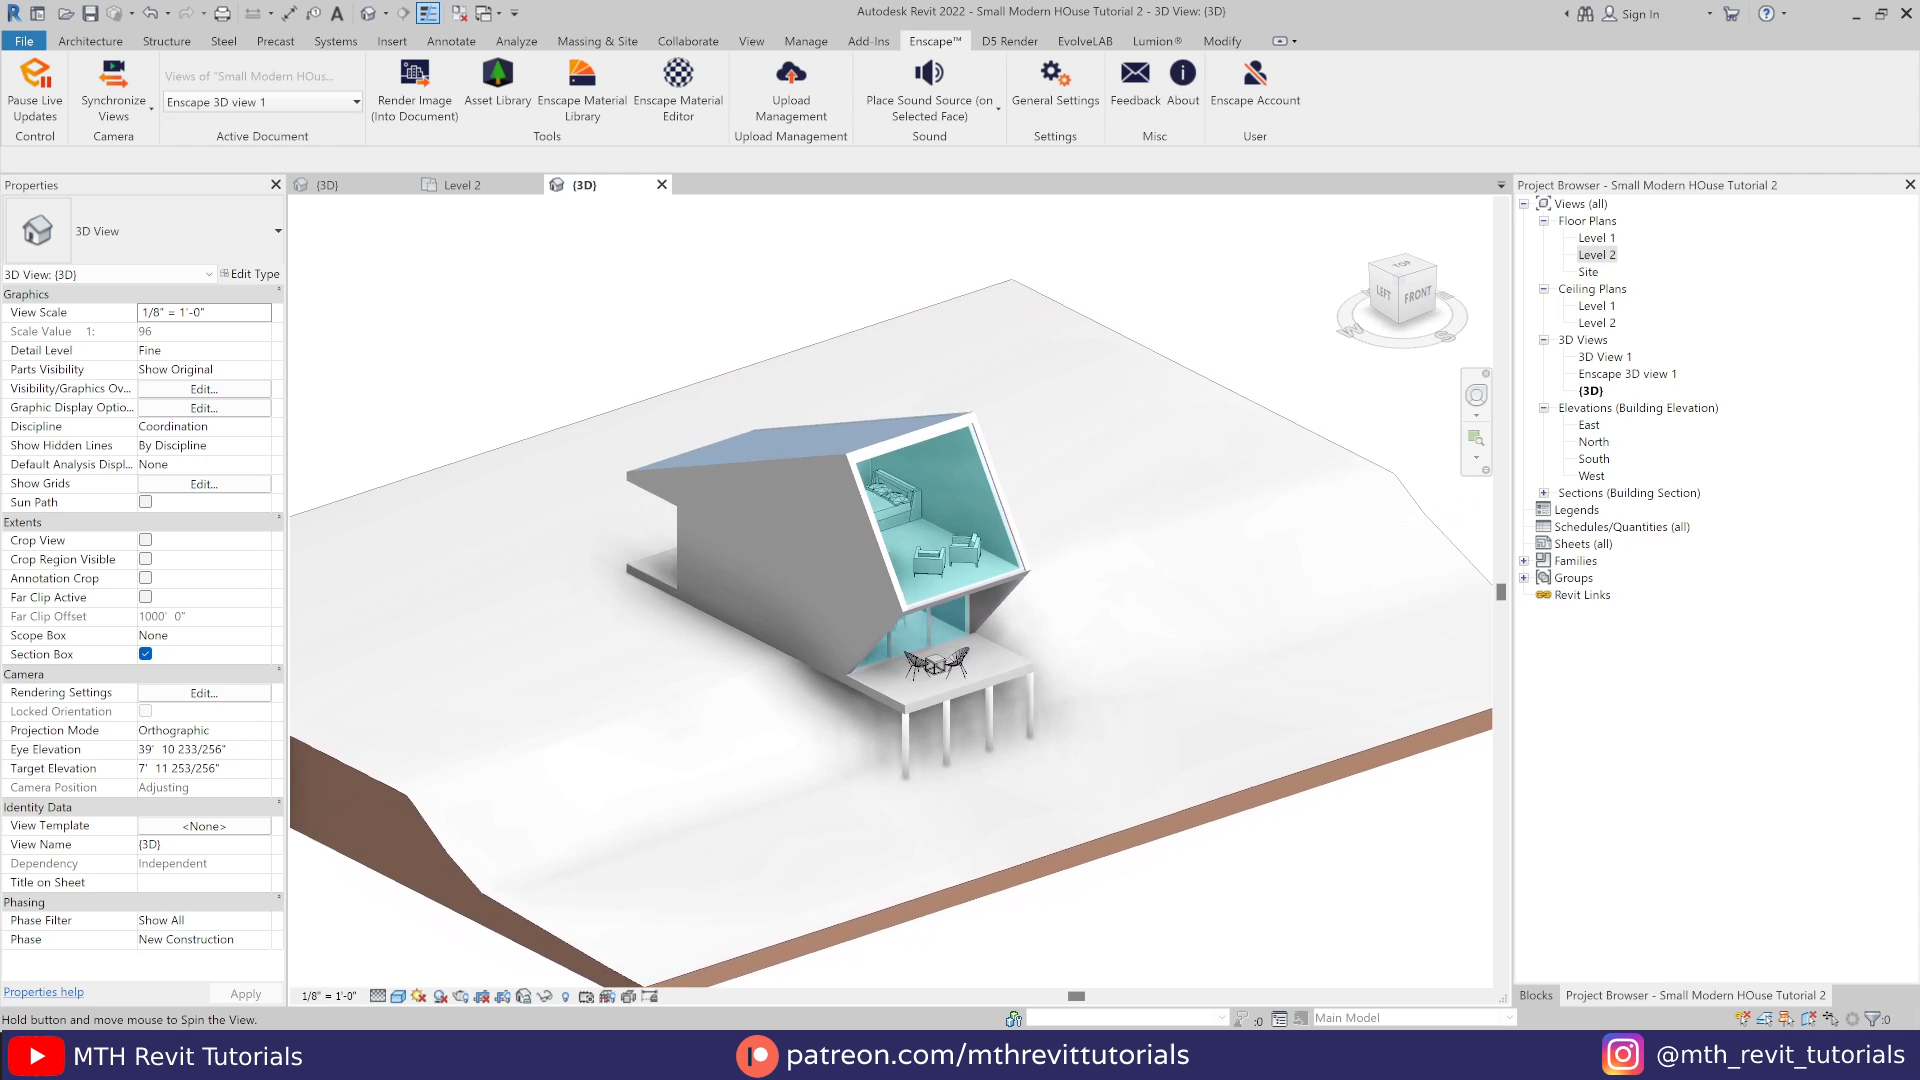 Autodesk Revit 2022 - Small Modern HOuse Tutorial 2 - 3D View: {3D}
Sign In
File Architecture Structure Steel Precast Systems Insert Annotate Analyze Massing & Site Collaborate View Manage Add-Ins Enscape™ D5 Render EvolveLAB Lumion® Modify
Pause Live Updates
Synchronize Views
Views of "Small Modern HOus...
Enscape 3D view 1
Render Image (Into Document)
Asset Library
Enscape Material Library
Enscape Material Editor
Upload Management
Place Sound Source (on Selected Face)
General Settings
Feedback
About
Enscape Account
Control Camera Active Document Tools Upload Management Sound Settings Misc User
Properties
{3D}
Level 2
{3D}
Project Browser - Small Modern HOuse Tutorial 2
3D View
3D View: {3D}
Edit Type
Graphics
View Scale 1/8" = 1'-0"
Scale Value 1: 96
Detail Level Fine
Parts Visibility Show Original
Visibility/Graphics Ov... Edit...
Graphic Display Optio... Edit...
Discipline Coordination
Show Hidden Lines By Discipline
Default Analysis Displ... None
Show Grids Edit...
Sun Path
Extents
Crop View
Crop Region Visible
Annotation Crop
Far Clip Active
Far Clip Offset 1000' 0"
Scope Box None
Section Box
Camera
Rendering Settings Edit...
Locked Orientation
Projection Mode Orthographic
Eye Elevation 39' 10 233/256"
Target Elevation 7' 11 253/256"
Camera Position Adjusting
Identity Data
View Template <None>
View Name {3D}
Dependency Independent
Title on Sheet
Phasing
Phase Filter Show All
Phase New Construction
Properties help
Apply
TOP
LEFT
FRONT
W
S
Views (all)
Floor Plans
Level 1
Level 2
Site
Ceiling Plans
Level 1
Level 2
3D Views
3D View 1
Enscape 3D view 1
{3D}
Elevations (Building Elevation)
East
North
South
West
Sections (Building Section)
Legends
Schedules/Quantities (all)
Sheets (all)
Families
Groups
Revit Links
1/8" = 1'-0"
Blocks
Project Browser - Small Modern HOuse Tutorial 2
Hold button and move mouse to Spin the View.
:0
Main Model
:0
MTH Revit Tutorials
patreon.com/mthrevittutorials
@mth_revit_tutorials